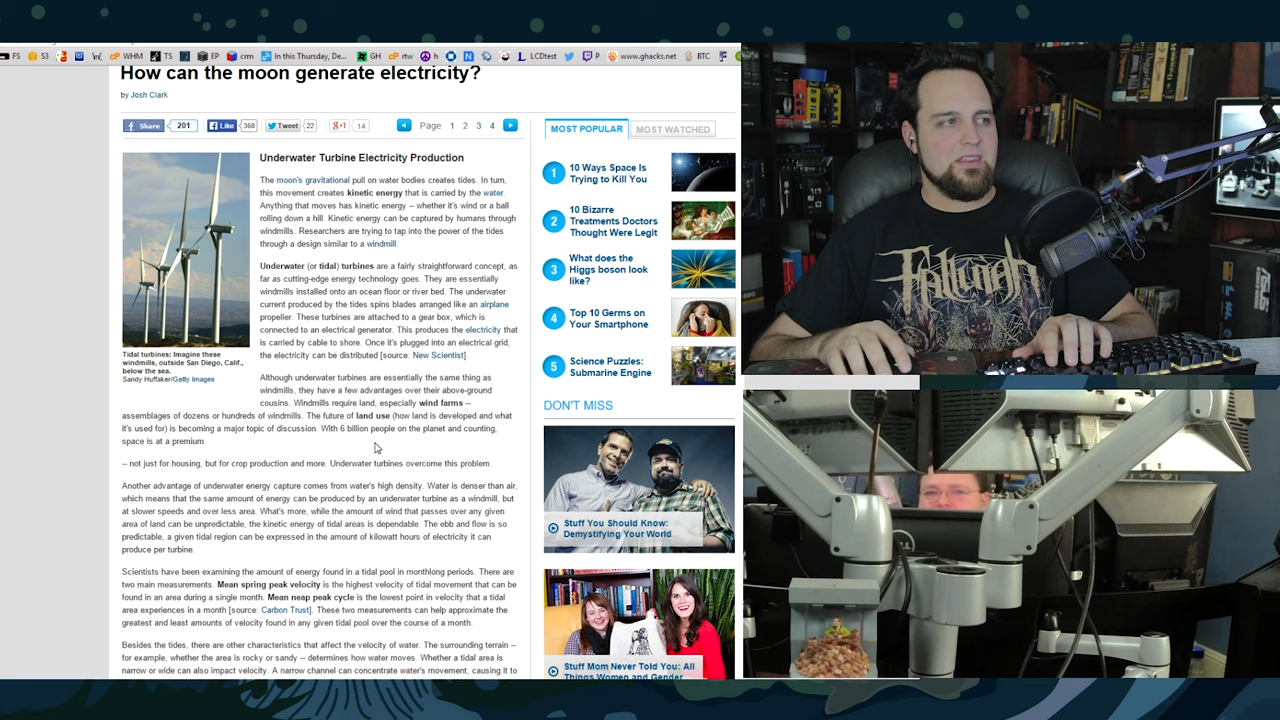 FS S3 W WHM TS EP crm In this Thursday, De... GH rtw h N LCDtest P www.ghacks.net BTC
How can the moon generate electricity?
by Josh Clark
Share 201 Like 368 Tweet 22 g+1 14 Page 1 2 3 4
Underwater Turbine Electricity Production
The moon's gravitational pull on water bodies creates tides. In turn,
this movement creates kinetic energy that is carried by the water.
Anything that moves has kinetic energy -- whether it's wind or a ball
rolling down a hill. Kinetic energy can be captured by humans through
windmills. Researchers are trying to tap into the power of the tides
through a design similar to a windmill.
Underwater (or tidal) turbines are a fairly straightforward concept, as
far as cutting-edge energy technology goes. They are essentially
windmills installed onto an ocean floor or river bed. The underwater
current produced by the tides spins blades arranged like an airplane
propeller. These turbines are attached to a gear box, which is
connected to an electrical generator. This produces the electricity that
is carried by cable to shore. Once it's plugged into an electrical grid,
the electricity can be distributed [source: New Scientist].
Tidal turbines: Imagine these
windmills, outside San Diego, Calif.,
below the sea.
Sandy Huffaker/Getty Images
Although underwater turbines are essentially the same thing as
windmills, they have a few advantages over their above-ground
cousins. Windmills require land, especially wind farms --
assemblages of dozens or hundreds of windmills. The future of land use (how land is developed and what
it's used for) is becoming a major topic of discussion. With 6 billion people on the planet and counting,
space is at a premium
-- not just for housing, but for crop production and more. Underwater turbines overcome this problem.
Another advantage of underwater energy capture comes from water's high density. Water is denser than air,
which means that the same amount of energy can be produced by an underwater turbine as a windmill, but
at slower speeds and over less area. What's more, while the amount of wind that passes over any given
area of land can be unpredictable, the kinetic energy of tidal areas is dependable. The ebb and flow is so
predictable, a given tidal region can be expressed in the amount of kilowatt hours of electricity it can
produce per turbine.
Scientists have been examining the amount of energy found in a tidal pool in monthlong periods. There are
two main measurements. Mean spring peak velocity is the highest velocity of tidal movement that can be
found in an area during a single month. Mean neap peak cycle is the lowest point in velocity that a tidal
area experiences in a month [source: Carbon Trust]. These two measurements can help approximate the
greatest and least amounts of velocity found in any given tidal pool over the course of a month.
Besides the tides, there are other characteristics that affect the velocity of water. The surrounding terrain --
for example, whether the area is rocky or sandy -- determines how water moves. Whether a tidal area is
narrow or wide can also impact velocity. A narrow channel can concentrate water's movement, causing it to
MOST POPULAR MOST WATCHED
1 10 Ways Space Is
Trying to Kill You
2 10 Bizarre
Treatments Doctors
Thought Were Legit
3 What does the
Higgs boson look
like?
4 Top 10 Germs on
Your Smartphone
5 Science Puzzles:
Submarine Engine
DON'T MISS
Stuff You Should Know:
Demystifying Your World
Stuff Mom Never Told You: All
Things Women and Gender